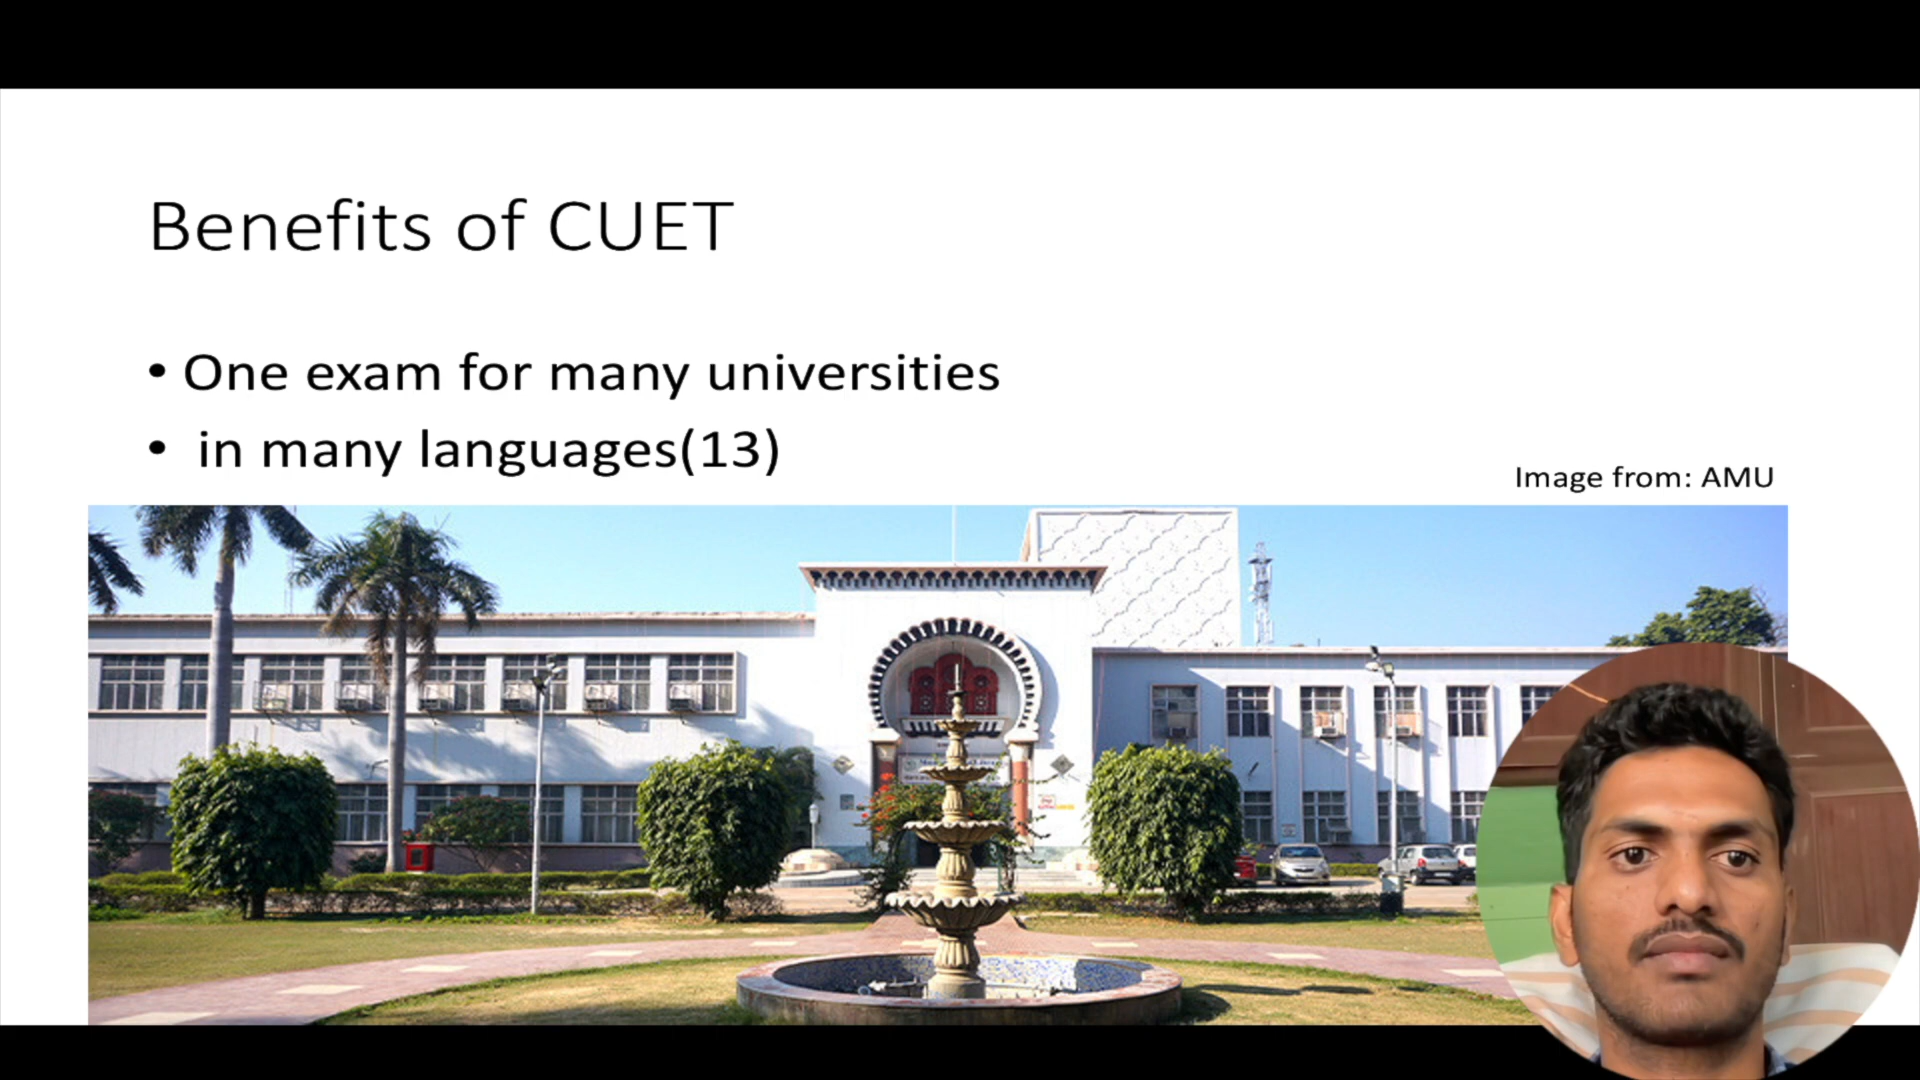 Benefits of CUET
• One exam for many universities
• in many languages(13)
Image from: AMU